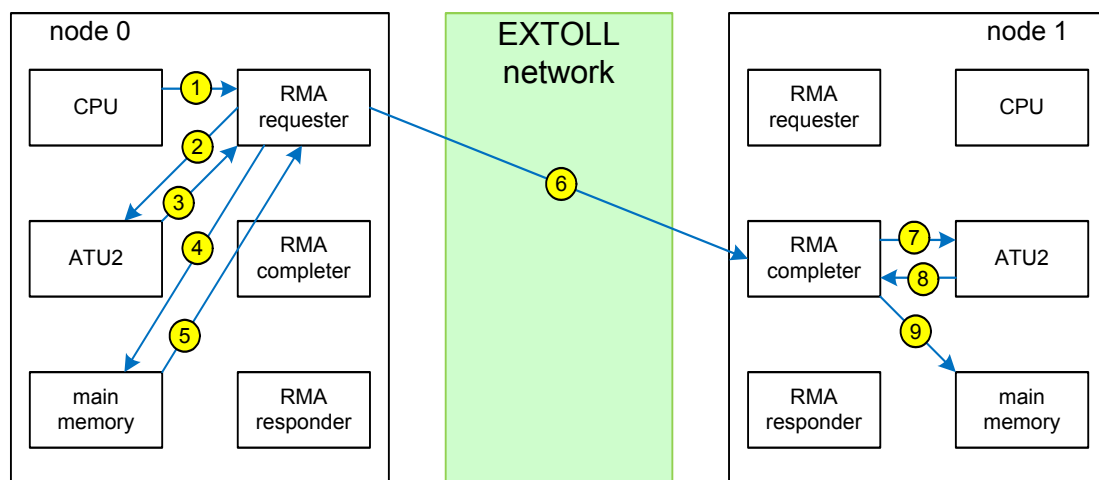 node 0
CPU
1
RMA
requester
2
3
ATU2
4
RMA
completer
5
main
memory
RMA
responder
EXTOLL
network
6
node 1
RMA
requester
CPU
RMA
completer
7
8
ATU2
9
RMA
responder
main
memory